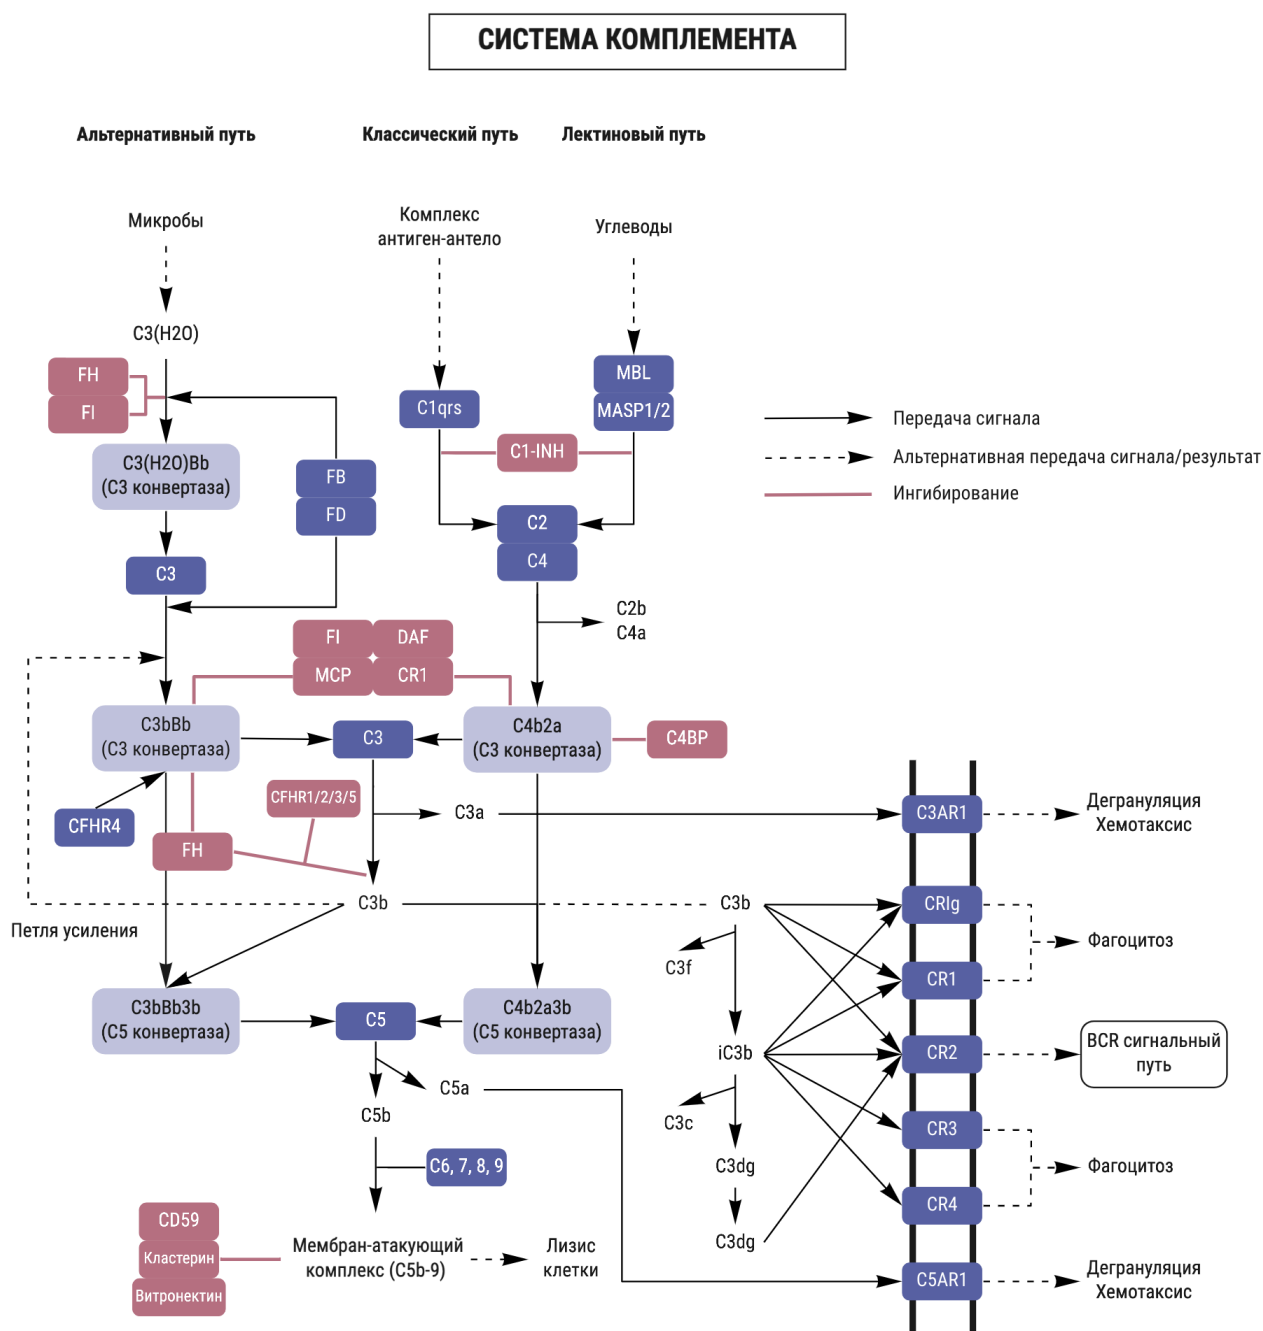 СИСТЕМА КОМПЛЕМЕНТА
Альтернативный путь
Классический путь
Лектиновый путь
Микробы
Комплекс
антиген-антело
Углеводы
C3(H2O)
FH
FI
MBL
MASP1/2
C1qrs
C1-INH
Передача сигнала
Альтернативная передача сигнала/результат
Ингибирование
C3(H2O)Bb
(C3 конвертаза)
FB
FD
C2
C4
C3
C2b
C4a
FI
DAF
MCP
CR1
C3bBb
(C3 конвертаза)
C3
C4b2a
(C3 конвертаза)
C4BP
CFHR4
CFHR1/2/3/5
FH
C3a
C3AR1
Дегрануляция
Хемотаксис
C3b
C3b
CRIg
Петля усиления
C3f
CR1
Фагоцитоз
C3bBb3b
(C5 конвертаза)
C5
C4b2a3b
(C5 конвертаза)
iC3b
CR2
BCR сигнальный
путь
C5a
C5b
C3c
CR3
C6, 7, 8, 9
C3dg
Фагоцитоз
CR4
C3dg
CD59
Кластерин
Витронектин
Мембран-атакующий
комплекс (C5b-9)
Лизис
клетки
C5AR1
Дегрануляция
Хемотаксис